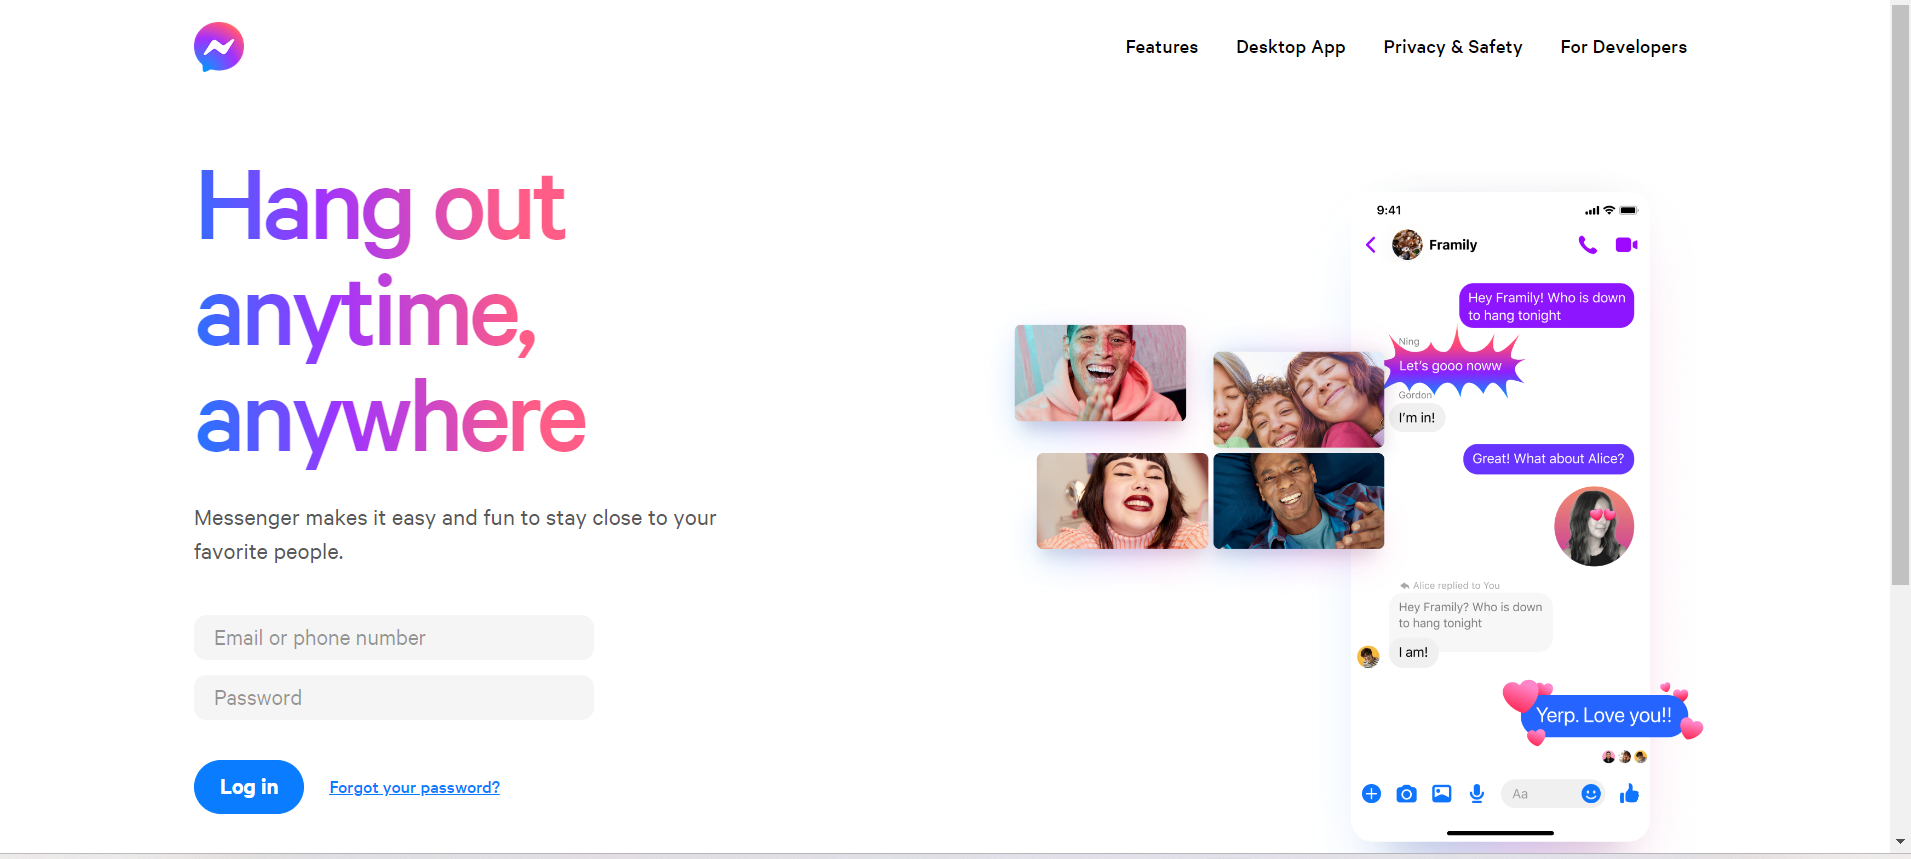 Features
Desktop App
Privacy & Safety
For Developers
Hang out
anytime,
anywhere
Messenger makes it easy and fun to stay close to your
favorite people.
Email or phone number
Password
Log in
Forgot your password?
9:41
Framily
Hey Framily! Who is down
to hang tonight
Ning
Let's gooo noww
Gordon
I'm in!
Great! What about Alice?
Alice replied to You
Hey Framily? Who is down
to hang tonight
I am!
Yerp. Love you!!
Aa